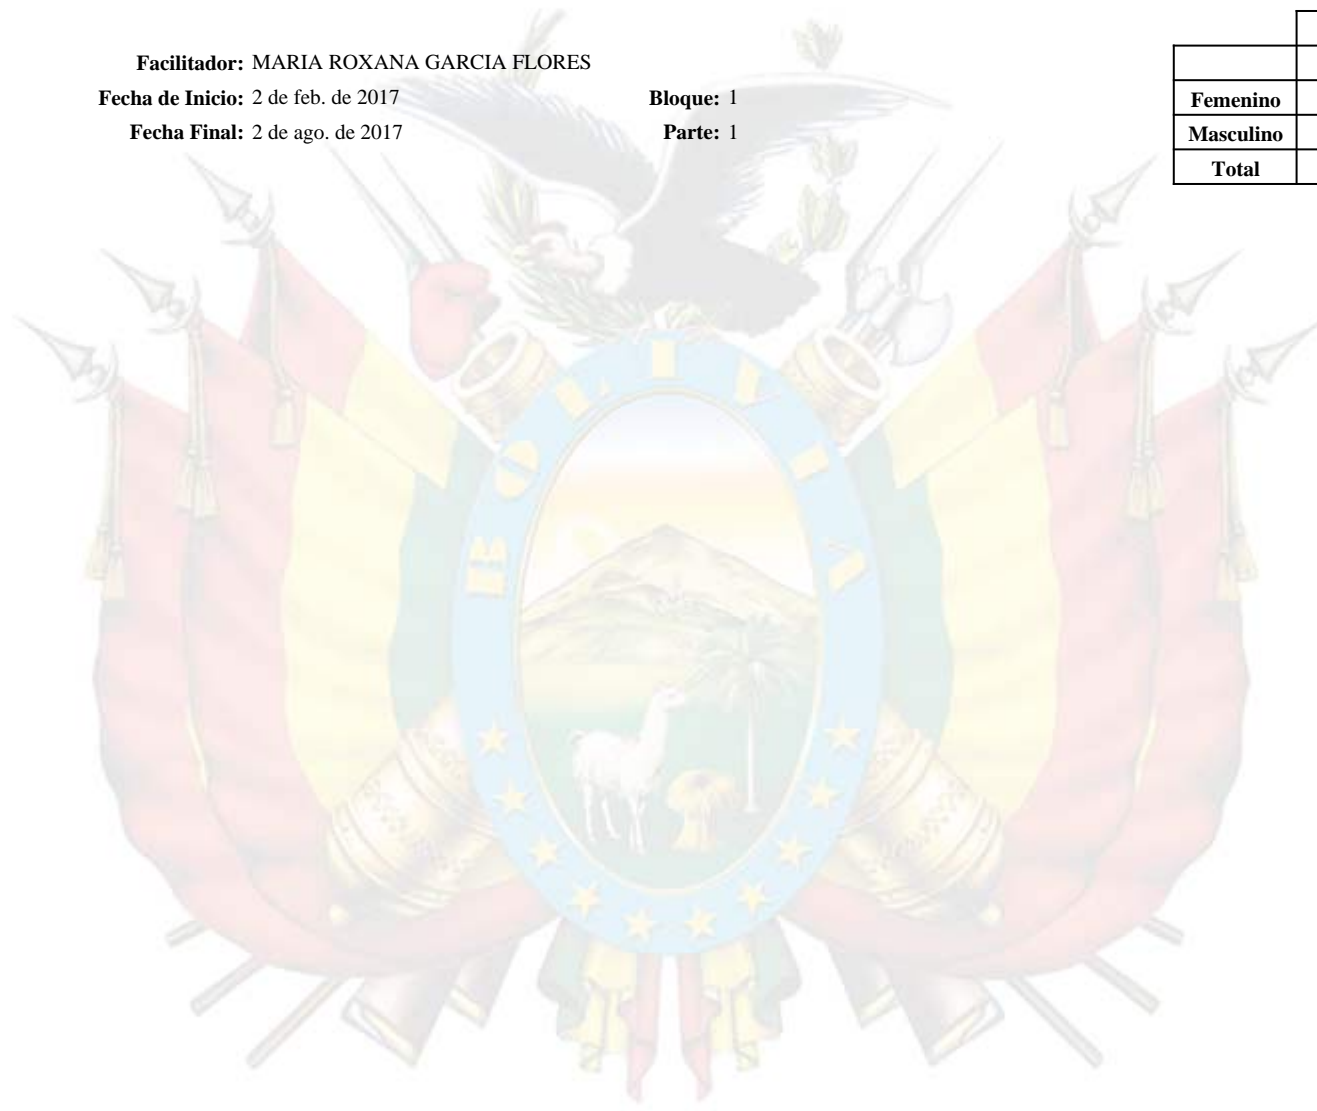 Facilitador: MARIA ROXANA GARCIA FLORES
Fecha de Inicio: 2 de feb. de 2017
Bloque: 1
Fecha Final: 2 de ago. de 2017
Parte: 1
Femenino
Masculino
Total
BOLIVIA